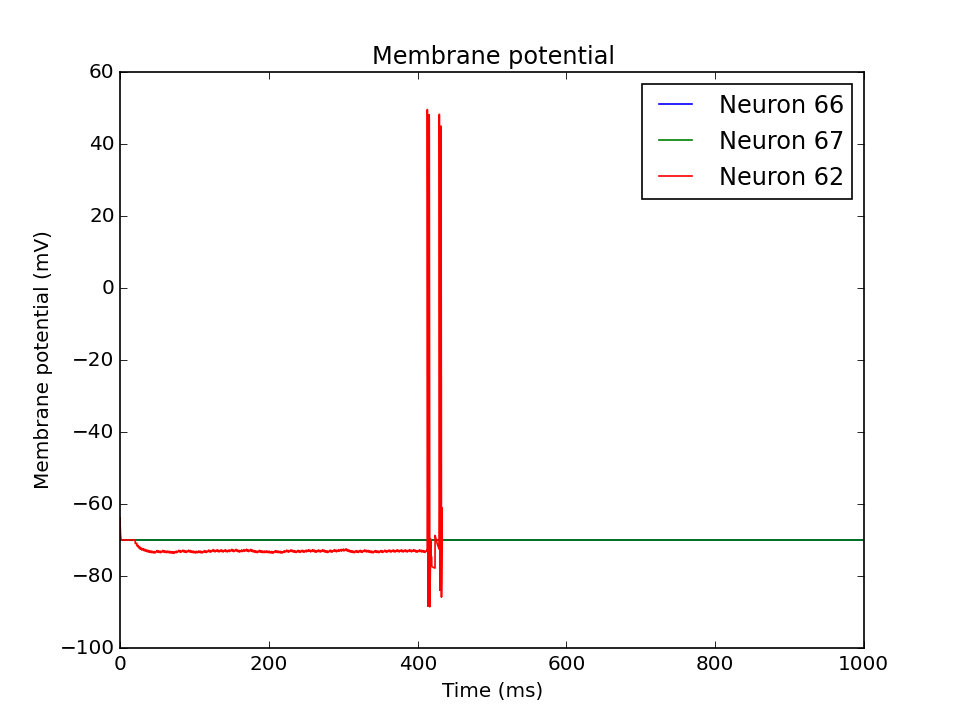 Membrane potential
60
40
20
0
−20
−40
−60
−80
−100
Membrane potential (mV)
Neuron 66
Neuron 67
Neuron 62
0 200 400 600 800 1000
Time (ms)